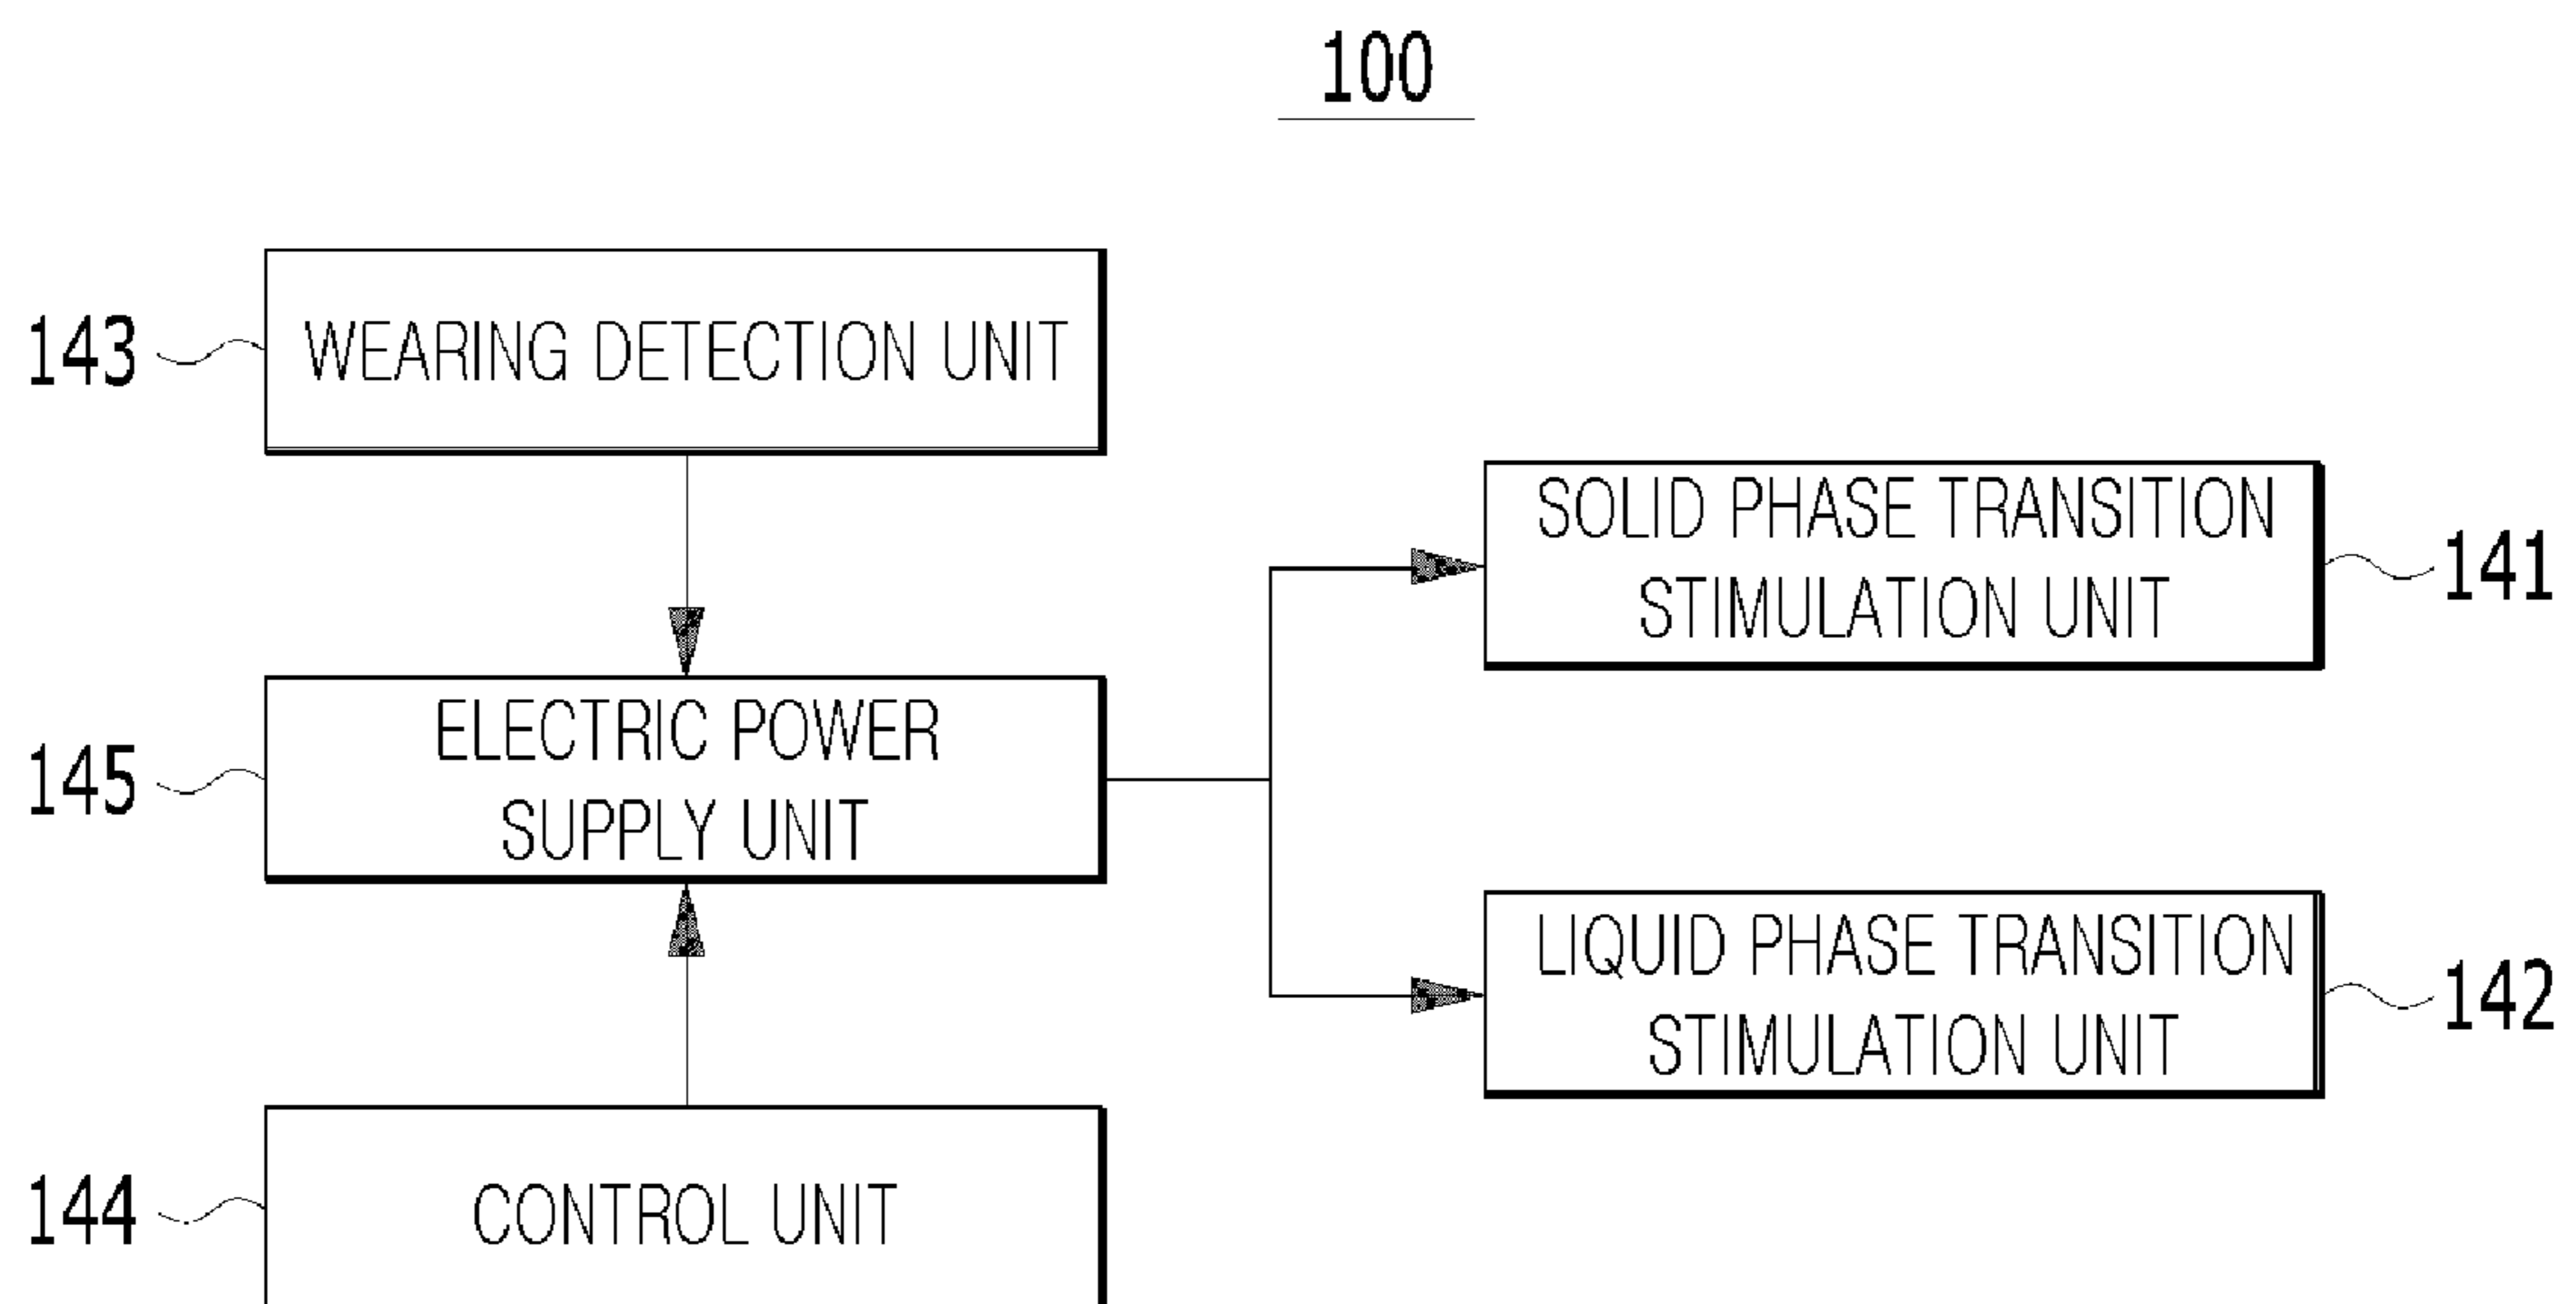 100
143
WEARING DETECTION UNIT
SOLID PHASE TRANSITION
STIMULATION UNIT
141
145
ELECTRIC POWER
SUPPLY UNIT
LIQUID PHASE TRANSITION
STIMULATION UNIT
142
144
CONTROL UNIT